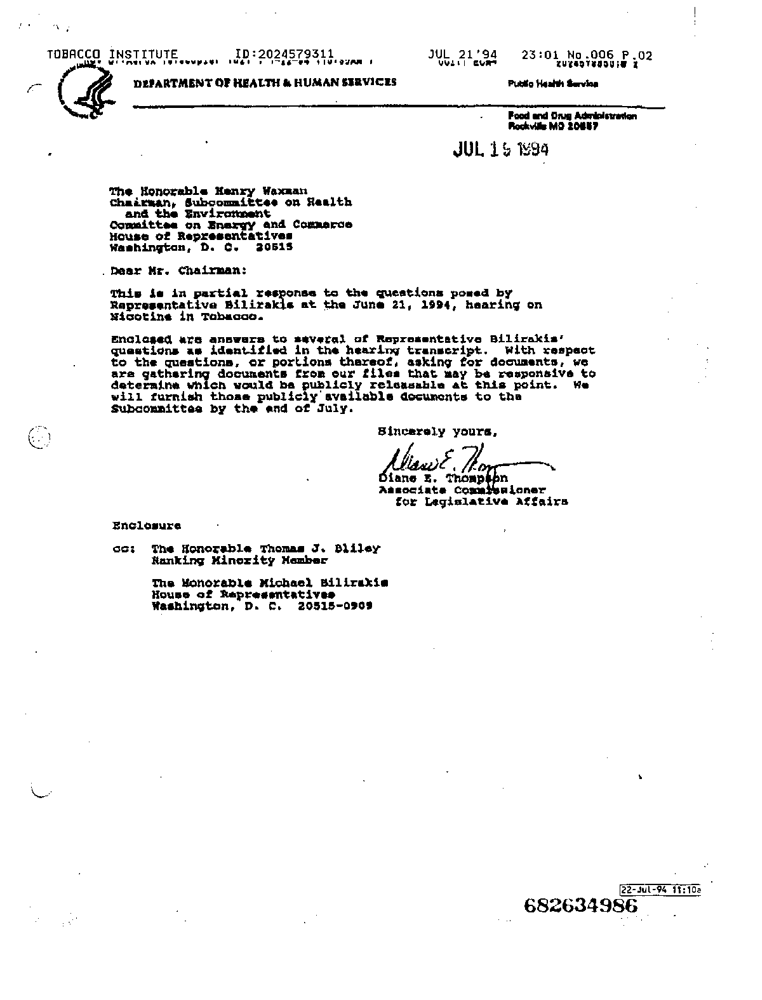 TOBACCO INSTITUTE ID:2024579311 JUL 21'94 23:01 No.006 P.02
DEPARTMENT OF HEALTH & HUMAN SERVICES Public Health Service
Food and Drug Administration
Rockville MD 20857
JUL 15 1994
The Honorable Henry Waxman
Chairman, Subcommittee on Health
and the Environment
Committee on Energy and Commerce
House of Representatives
Washington, D. C. 20515
Dear Mr. Chairman:
This is in partial response to the questions posed by
Representative Bilirakis at the June 21, 1994, hearing on
Nicotine in Tobacco.
Enclosed are answers to several of Representative Bilirakis'
questions as identified in the hearing transcript. With respect
to the questions, or portions thereof, asking for documents, we
are gathering documents from our files that may be responsive to
determine which would be publicly releasable at this point. We
will furnish those publicly available documents to the
Subcommittee by the end of July.
Sincerely yours,
Diane E. Thompson
Associate Commissioner
for Legislative Affairs
Enclosure
cc: The Honorable Thomas J. Bliley
Ranking Minority Member
The Honorable Michael Bilirakis
House of Representatives
Washington, D. C. 20515-0909
22-Jul-94 11:10a
682634986